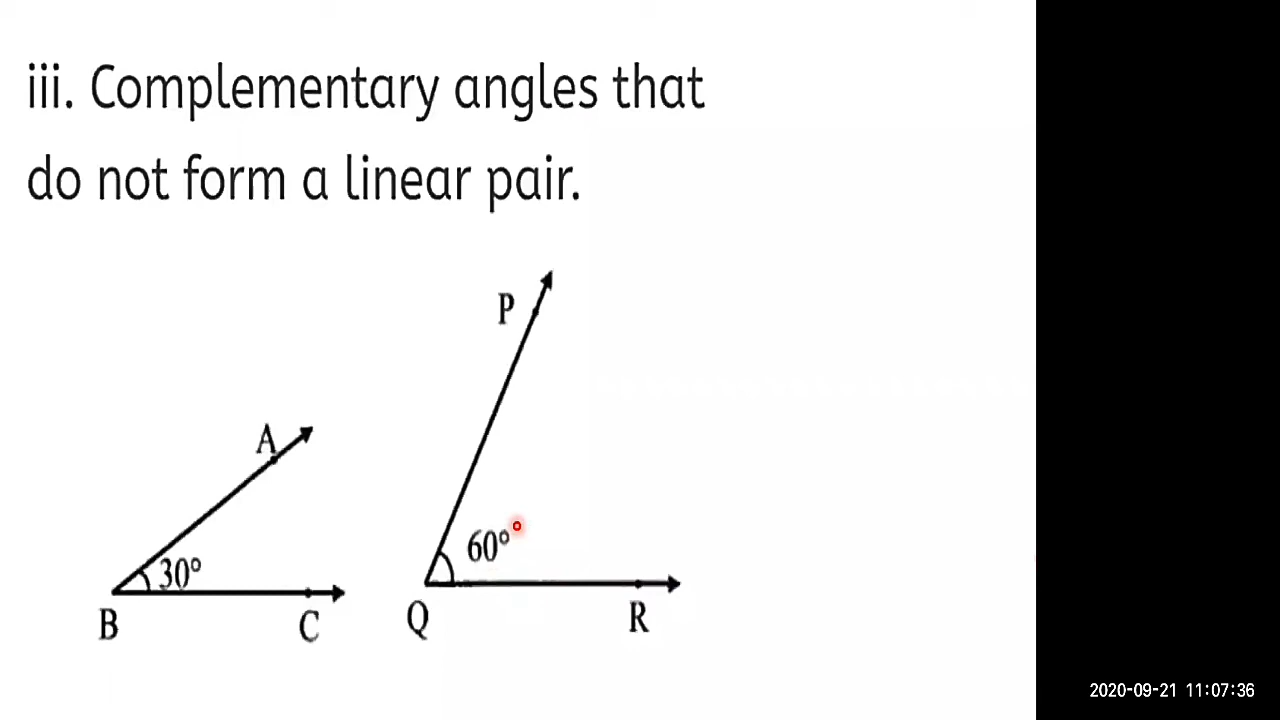 iii. Complementary angles that
do not form a linear pair.
P
A
60°
30°
B
C
Q
R
2020-09-21 11:07:36